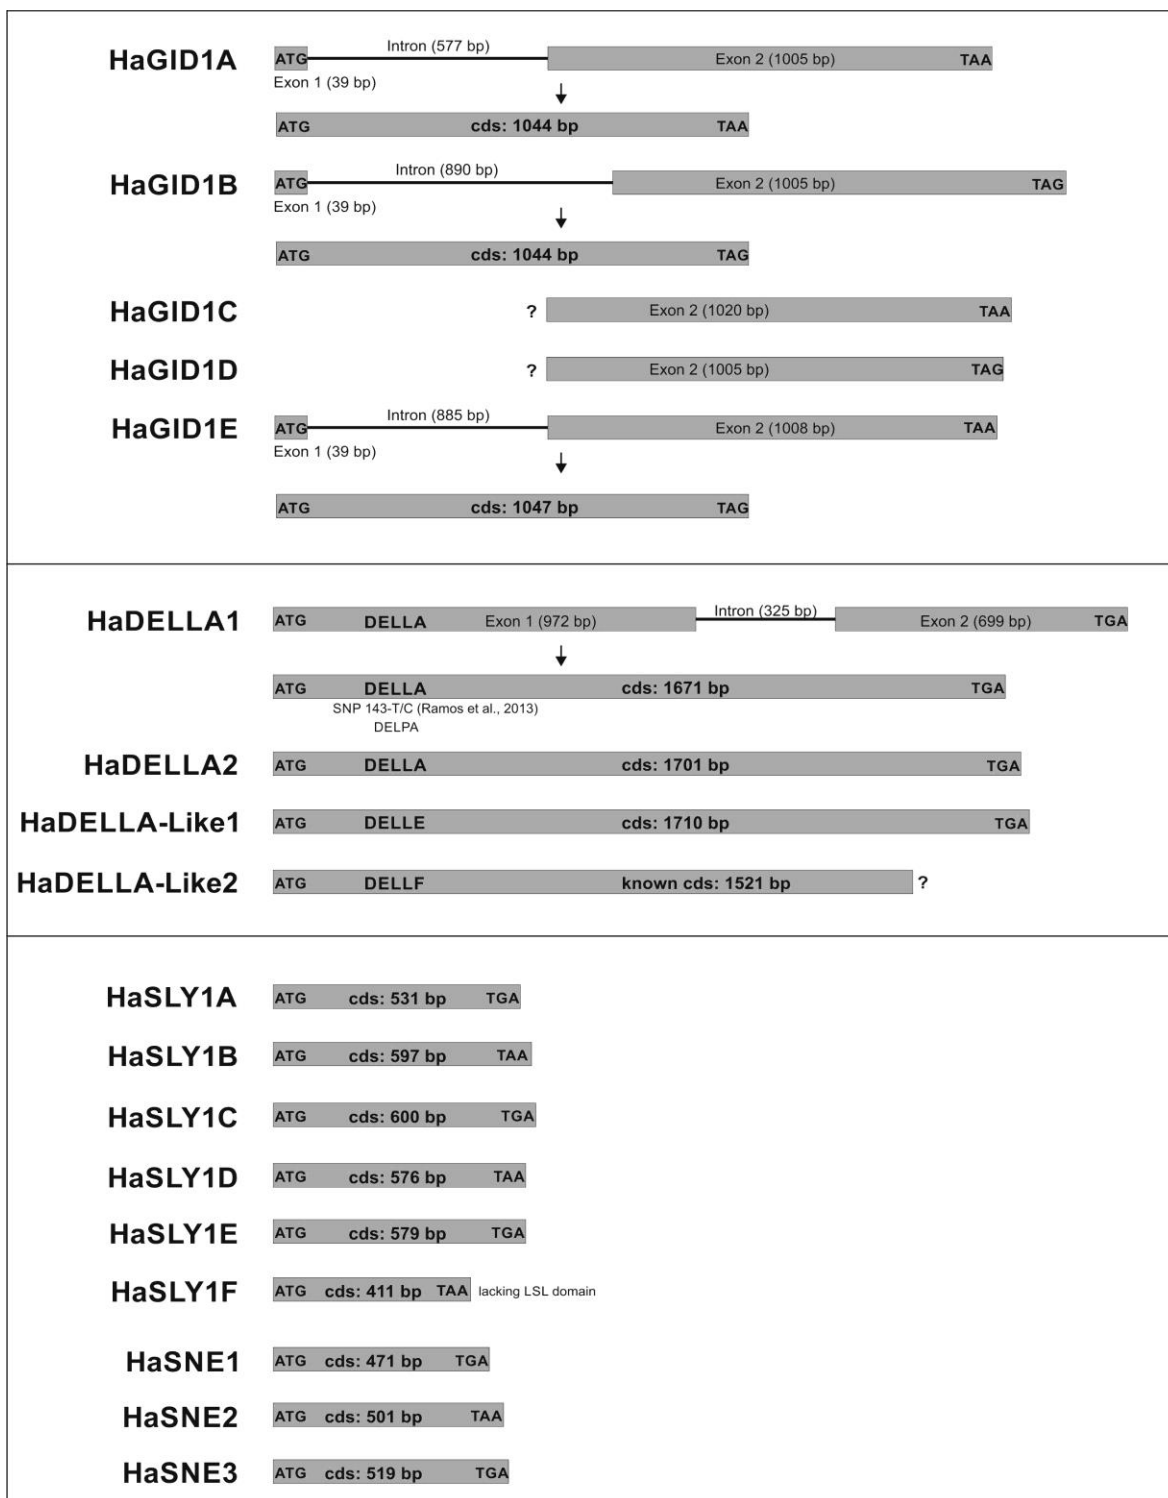 HaGID1A ATG Intron (577 bp) Exon 2 (1005 bp) TAA
Exon 1 (39 bp)
ATG cds: 1044 bp TAA
HaGID1B ATG Intron (890 bp) Exon 2 (1005 bp) TAG
Exon 1 (39 bp)
ATG cds: 1044 bp TAG
HaGID1C ? Exon 2 (1020 bp) TAA
HaGID1D ? Exon 2 (1005 bp) TAG
HaGID1E ATG Intron (885 bp) Exon 2 (1008 bp) TAA
Exon 1 (39 bp)
ATG cds: 1047 bp TAG
HaDELLA1 ATG DELLA Exon 1 (972 bp) Intron (325 bp) Exon 2 (699 bp) TGA
ATG DELLA cds: 1671 bp TGA
SNP 143-T/C (Ramos et al., 2013)
DELPA
HaDELLA2 ATG DELLA cds: 1701 bp TGA
HaDELLA-Like1 ATG DELLE cds: 1710 bp TGA
HaDELLA-Like2 ATG DELLF known cds: 1521 bp ?
HaSLY1A ATG cds: 531 bp TGA
HaSLY1B ATG cds: 597 bp TAA
HaSLY1C ATG cds: 600 bp TGA
HaSLY1D ATG cds: 576 bp TAA
HaSLY1E ATG cds: 579 bp TGA
HaSLY1F ATG cds: 411 bp TAA lacking LSL domain
HaSNE1 ATG cds: 471 bp TGA
HaSNE2 ATG cds: 501 bp TAA
HaSNE3 ATG cds: 519 bp TGA